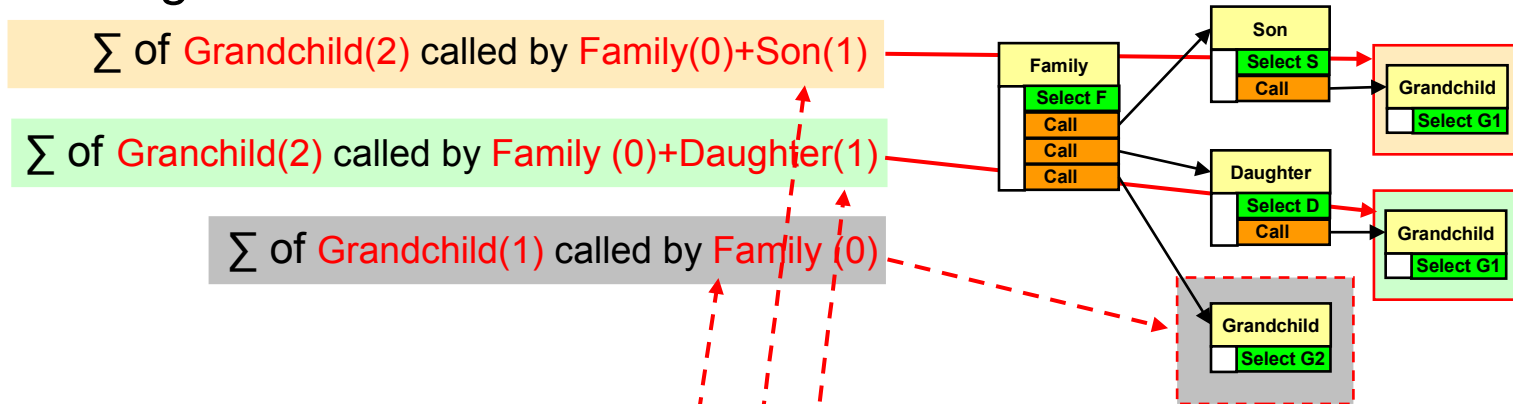 ∑ of Grandchild(2) called by Family(0)+Son(1)
∑ of Granchild(2) called by Family (0)+Daughter(1)
∑ of Grandchild(1) called by Family (0)
Family
Select F
Call
Call
Call
Son
Select S
Call
Grandchild
Select G1
Daughter
Select D
Call
Grandchild
Select G1
Grandchild
Select G2